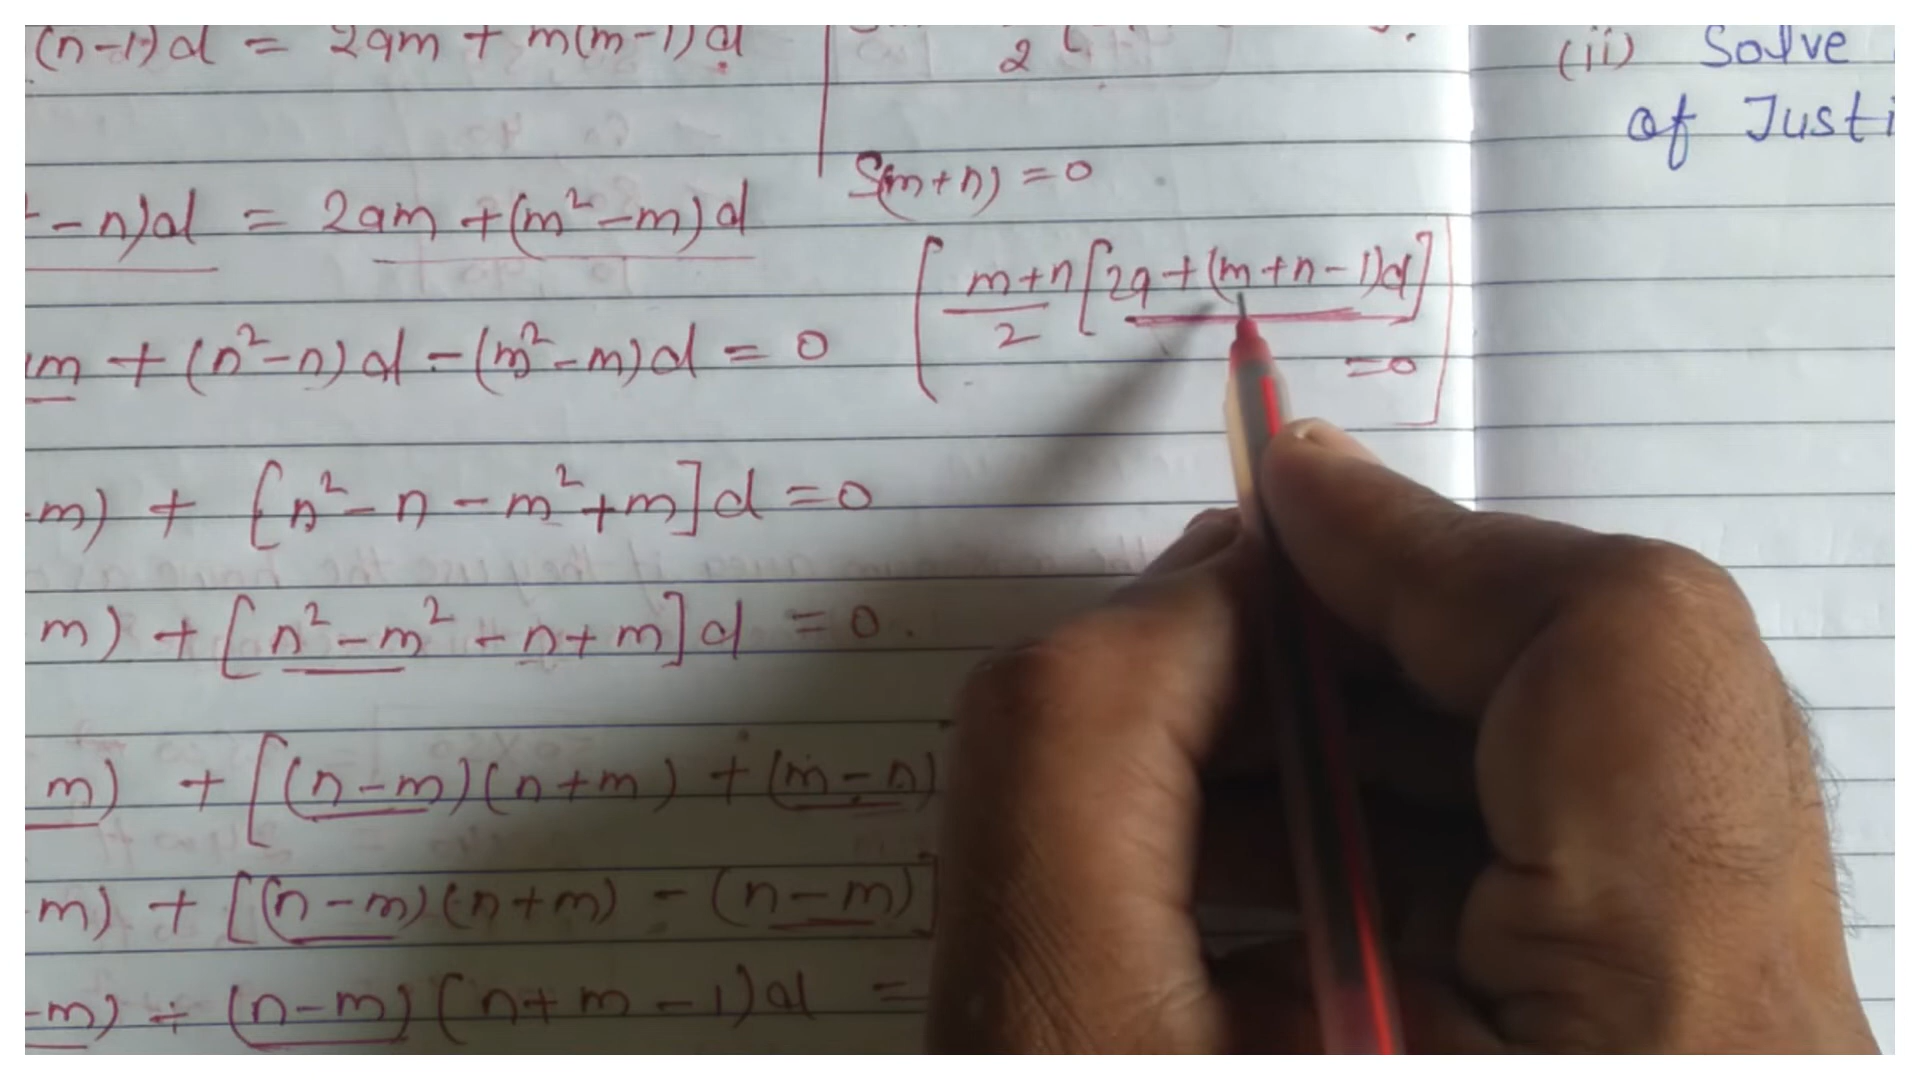 (n-1)d = 2am + m(m-1)d
- n)d = 2am + (m² - m)d
m + (n² - n)d - (m² - m)d = 0
m) + [n² - n - m² + m]d = 0
m) + [n² - m² - n + m]d = 0.
m) + [(n-m)(n+m) + (m-n)
m) + [(n-m)(n+m) - (n-m)]
-m) + (n-m)(n+m-1)d =
2
S(m+n) = 0
[m+n/2 [2a + (m+n-1)d]
= 0]
(ii) Solve
of Justi